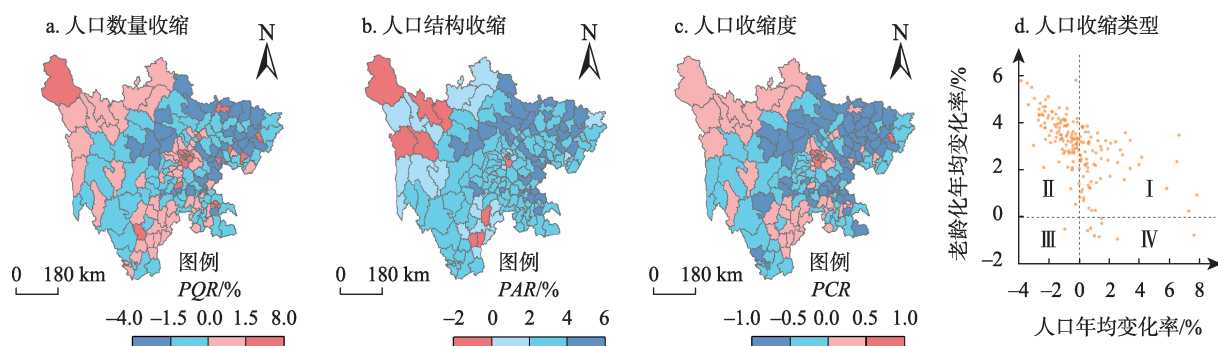 a. 人口数量收缩
N
0 180 km
图例
PQR/%
–4.0 –1.5 0.0 1.5 8.0
b. 人口结构收缩
N
0 180 km
图例
PAR/%
–2 0 2 4 6
c. 人口收缩度
N
0 180 km
图例
PCR
–1.0 –0.5 0.0 0.5 1.0
d. 人口收缩类型
老龄化年均变化率/%
6
4
2
0
–2
Ⅱ Ⅰ
Ⅲ Ⅳ
–4 –2 0 2 4 6 8
人口年均变化率/%